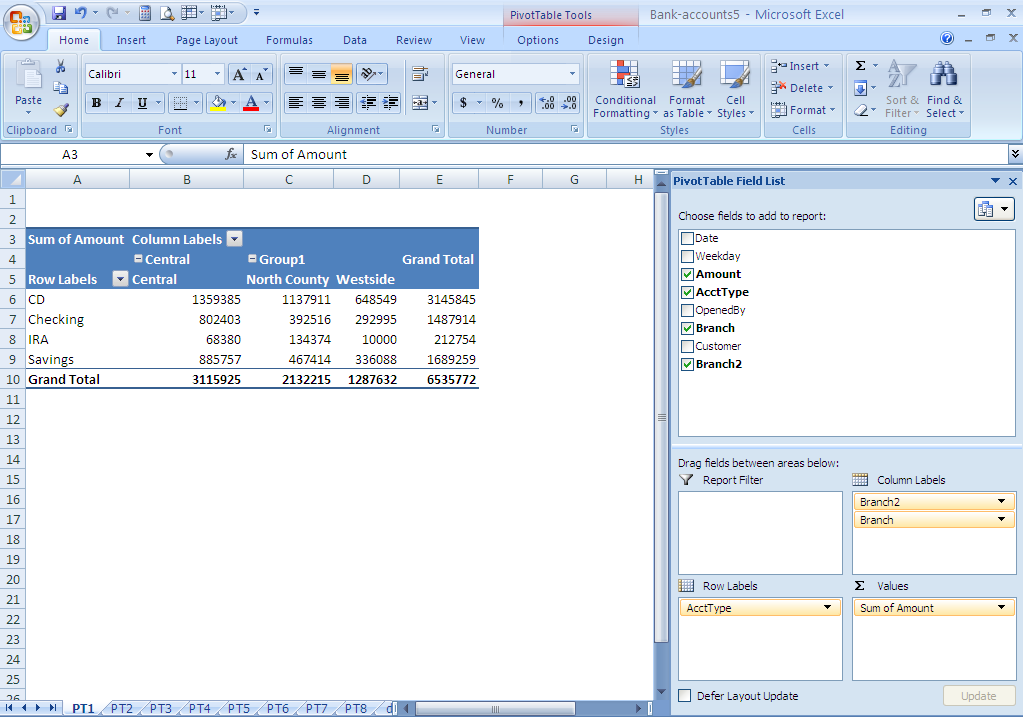 PivotTable Tools Bank-accounts5 - Microsoft Excel
Home Insert Page Layout Formulas Data Review View Options Design
Paste Calibri 11 General Conditional Formatting Format as Table Cell Styles Insert Delete Format Sort & Filter Find & Select
B I U $ % ,
Clipboard Font Alignment Number Styles Cells Editing
A3 fx Sum of Amount
A B C D E F G H
1
2
3 Sum of Amount Column Labels
4 Central Group1 Grand Total
5 Row Labels Central North County Westside
6 CD 1359385 1137911 648549 3145845
7 Checking 802403 392516 292995 1487914
8 IRA 68380 134374 10000 212754
9 Savings 885757 467414 336088 1689259
10 Grand Total 3115925 2132215 1287632 6535772
11
12
13
14
15
16
17
18
19
20
21
22
23
24
25
26
PT1 PT2 PT3 PT4 PT5 PT6 PT7 PT8
PivotTable Field List
Choose fields to add to report:
Date
Weekday
Amount
AcctType
OpenedBy
Branch
Customer
Branch2
Drag fields between areas below:
Report Filter Column Labels
Branch2
Branch
Row Labels Σ Values
AcctType Sum of Amount
Defer Layout Update Update